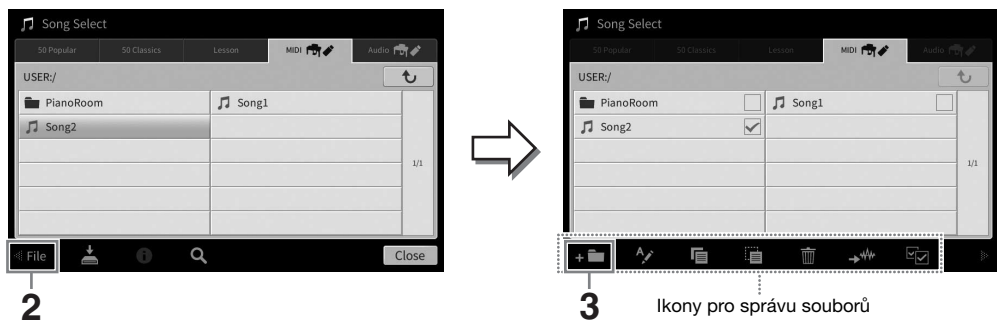 Song Select
50 Popular 50 Classics Lesson MIDI Audio
USER:/
PianoRoom Song1
Song2
1/1
File Close
2
Song Select
50 Popular 50 Classics Lesson MIDI Audio
USER:/
PianoRoom Song1
Song2
1/1
3
Ikony pro správu souborů